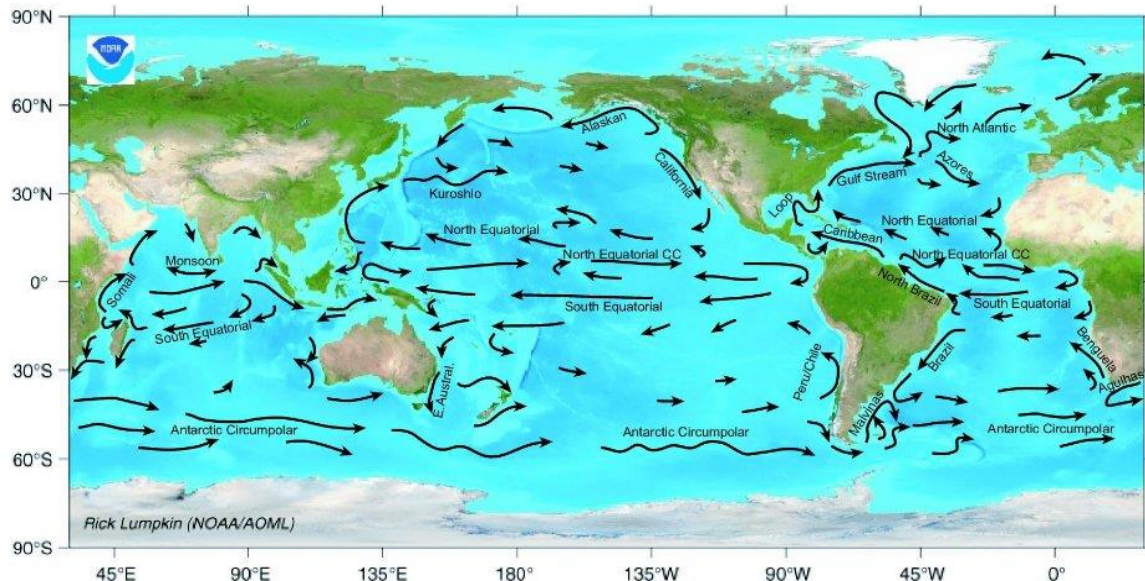 90°N
NOAA
75°N
60°N
Alaskan
North Atlantic
California
Gulf Stream
Azores
30°N
Kuroshio
Loop
North Equatorial
North Equatorial
Caribbean
Monsoon
North Equatorial CC
North Equatorial CC
0°
Somali
North Brazil
South Equatorial
South Equatorial
South Equatorial
15°S
Brazil
Benguela
30°S
Peru/Chile
E.Austral.
Agulhas
Malvinas
Antarctic Circumpolar
Antarctic Circumpolar
Antarctic Circumpolar
60°S
Rick Lumpkin (NOAA/AOML)
90°S
45°E
90°E
135°E
180°
135°W
90°W
45°W
0°